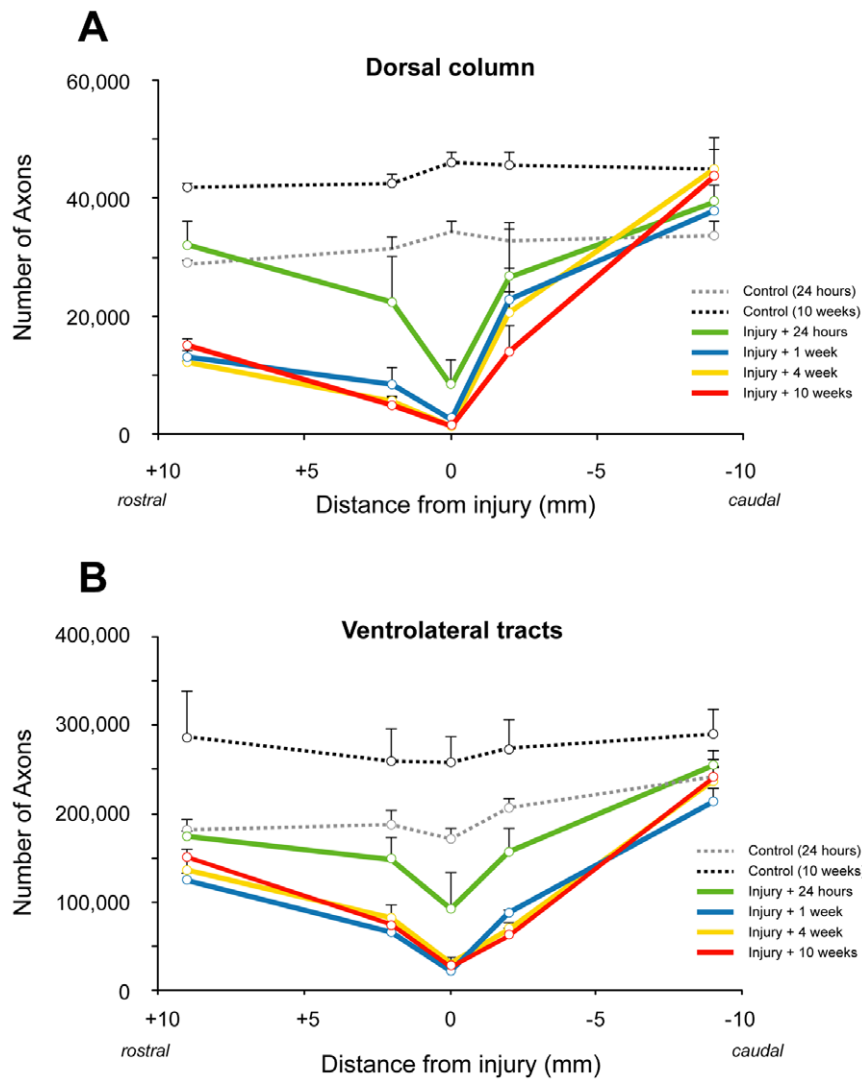 A
Dorsal column
60,000
40,000
20,000
0
Number of Axons
Control (24 hours)
Control (10 weeks)
Injury + 24 hours
Injury + 1 week
Injury + 4 week
Injury + 10 weeks
+10
+5
0
-5
-10
rostral
Distance from injury (mm)
caudal
B
Ventrolateral tracts
400,000
300,000
200,000
100,000
0
Number of Axons
Control (24 hours)
Control (10 weeks
Injury + 24 hours
Injury + 1 week
Injury + 4 week
Injury + 10 weeks
+10
+5
0
-5
-10
rostral
Distance from injury (mm)
caudal